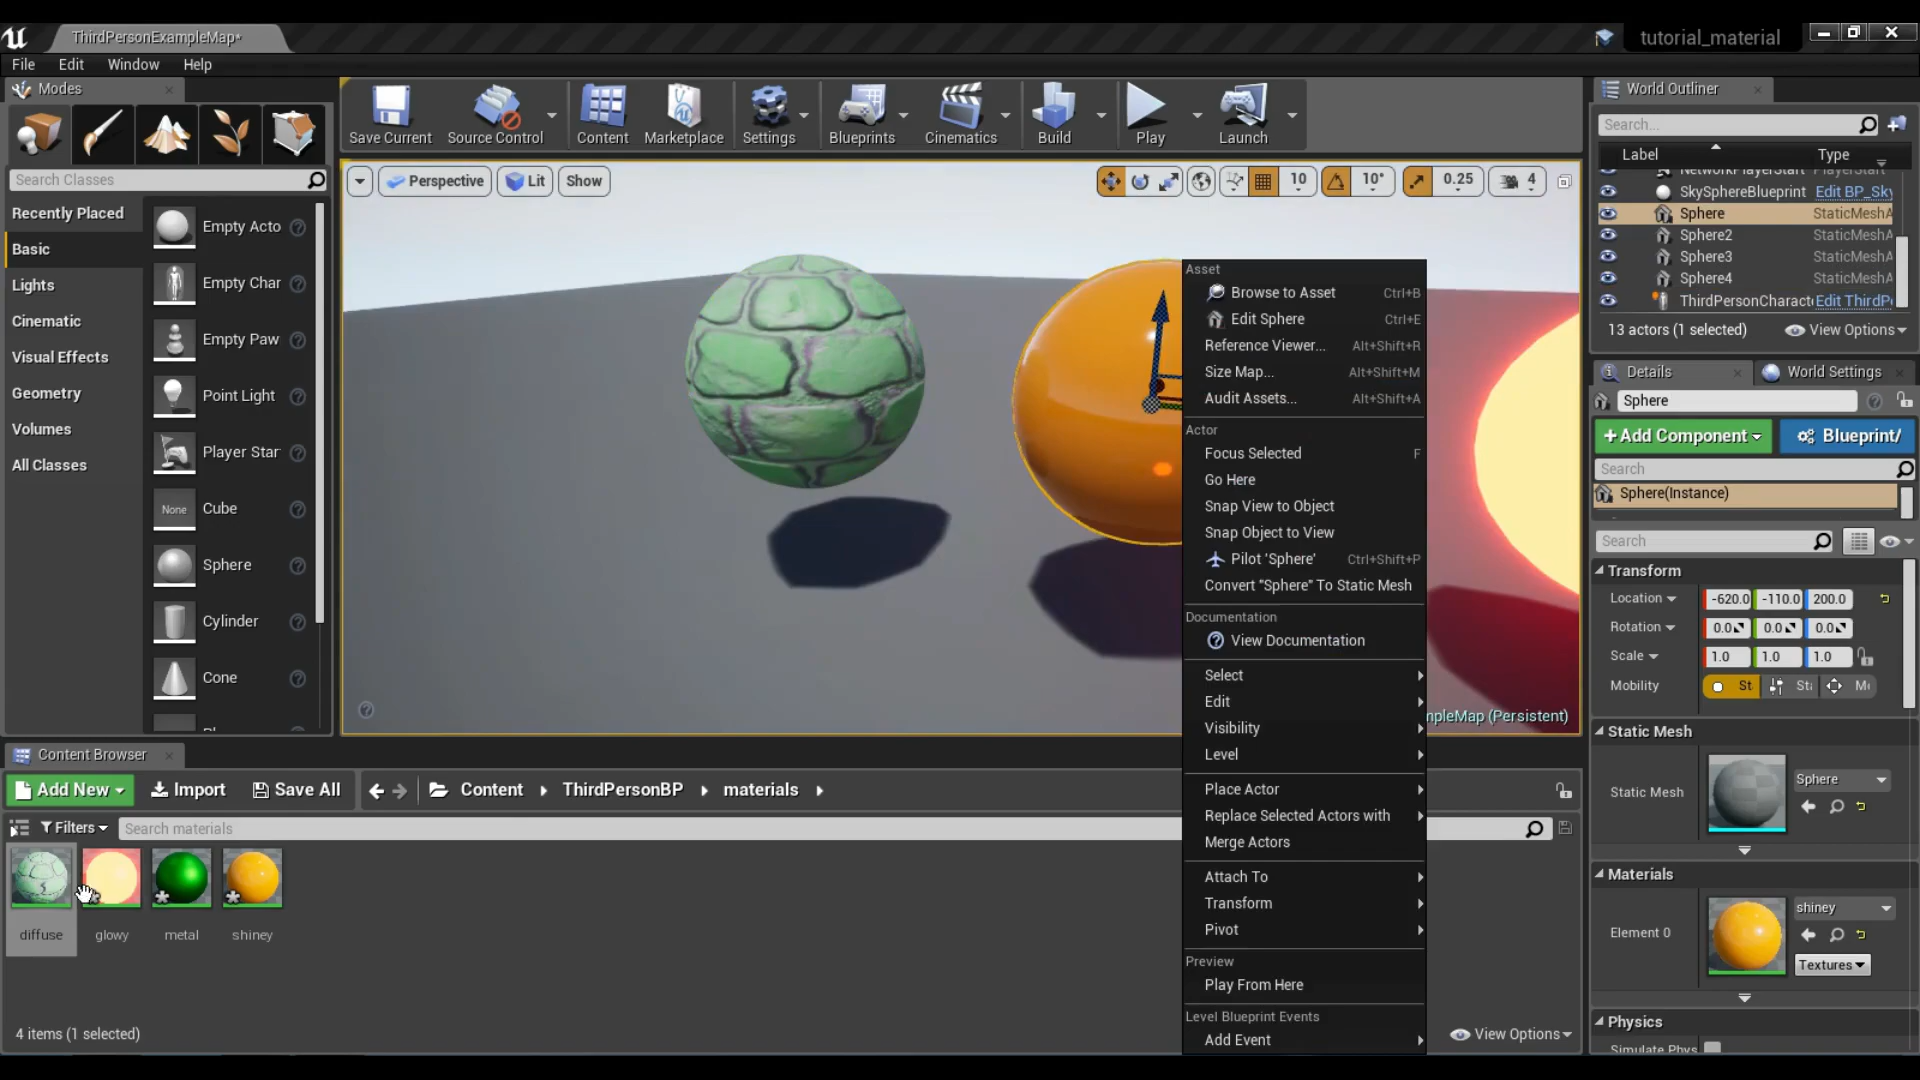 ThirdPersonExampleMap*
tutorial_material
File Edit Window Help
Modes
Search Classes
Recently Placed
Basic
Lights
Cinematic
Visual Effects
Geometry
Volumes
All Classes
Empty Acto
Empty Char
Empty Paw
Point Light
Player Star
None
Cube
Sphere
Cylinder
Cone
Save Current
Source Control
Content
Marketplace
Settings
Blueprints
Cinematics
Build
Play
Launch
Perspective
Lit
Show
10
10°
0.25
4
Asset
Browse to Asset Ctrl+B
Edit Sphere Ctrl+E
Reference Viewer... Alt+Shift+R
Size Map... Alt+Shift+M
Audit Assets... Alt+Shift+A
Actor
Focus Selected F
Go Here
Snap View to Object
Snap Object to View
Pilot 'Sphere' Ctrl+Shift+P
Convert "Sphere" To Static Mesh
Documentation
View Documentation
Select
Edit
Visibility
Level
Place Actor
Replace Selected Actors with
Merge Actors
Attach To
Transform
Pivot
Preview
Play From Here
Level Blueprint Events
Add Event
mpleMap (Persistent)
World Outliner
Search...
Label Type
NetworkPlayerStart PlayerStart
SkySphereBlueprint Edit BP_Sky
Sphere StaticMeshA
Sphere2 StaticMeshA
Sphere3 StaticMeshA
Sphere4 StaticMeshA
ThirdPersonCharact Edit ThirdP
13 actors (1 selected) View Options
Details
World Settings
Sphere
+Add Component
Blueprint/
Search
Sphere(Instance)
Search
Transform
Location -620.0 -110.0 200.0
Rotation 0.0 0.0 0.0
Scale 1.0 1.0 1.0
Mobility St Sti M
Static Mesh
Static Mesh
Sphere
Materials
Element 0
shiney
Textures
Physics
Simulate Phys
Content Browser
Add New Import Save All Content ThirdPersonBP materials
Filters Search materials
diffuse glowy metal shiney
4 items (1 selected)
View Options